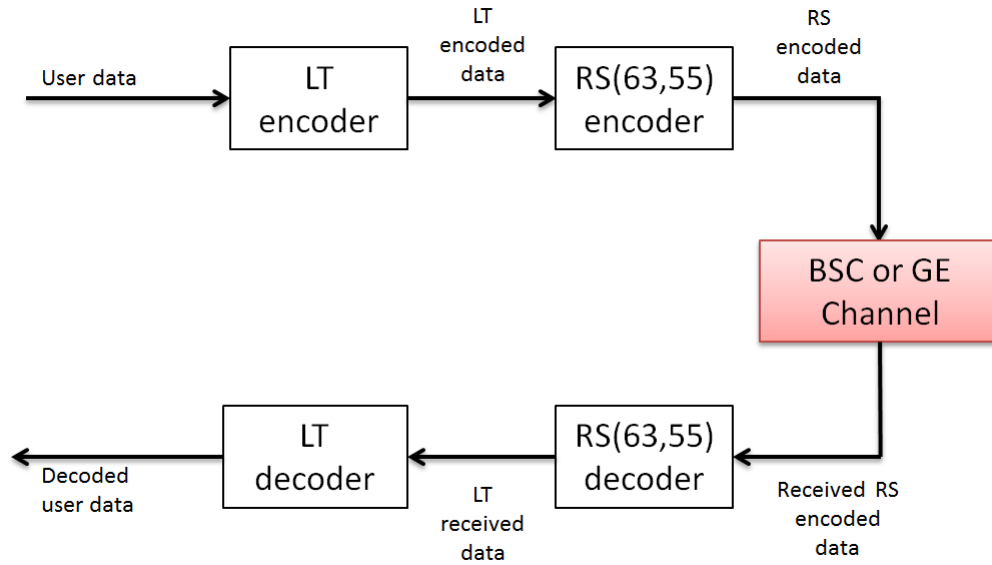 User data
LT
encoder
LT
encoded
data
RS(63,55)
encoder
RS
encoded
data
BSC or GE
Channel
Received RS
encoded
data
RS(63,55)
decoder
LT
received
data
LT
decoder
Decoded
user data